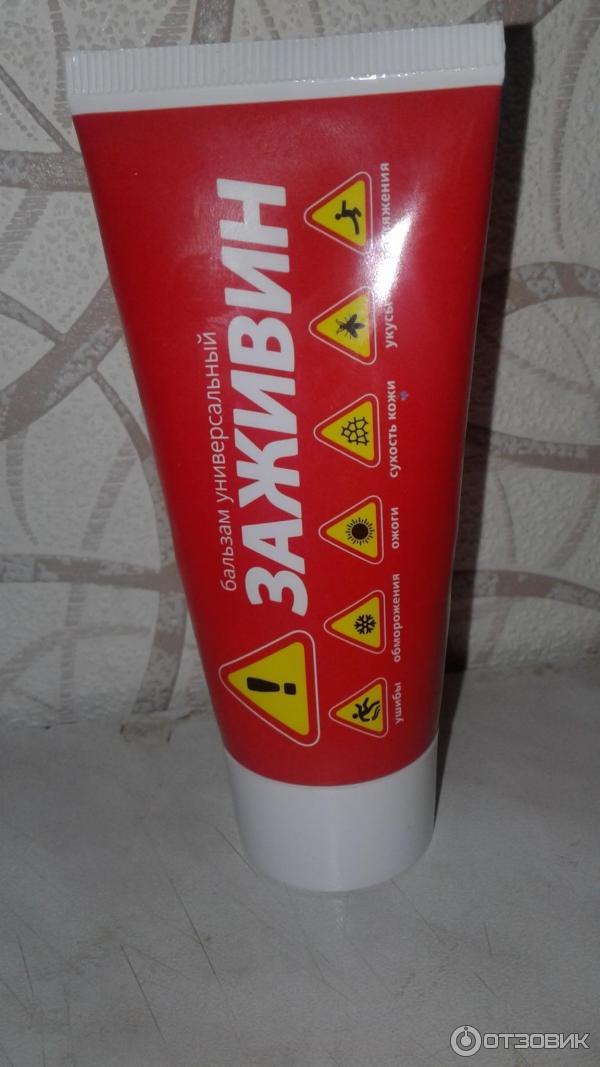 бальзам универсальный
ЗАЖИВИН
!
ушибы
обморожения
ожоги
сухость кожи
укусы
ОТЗОВИК